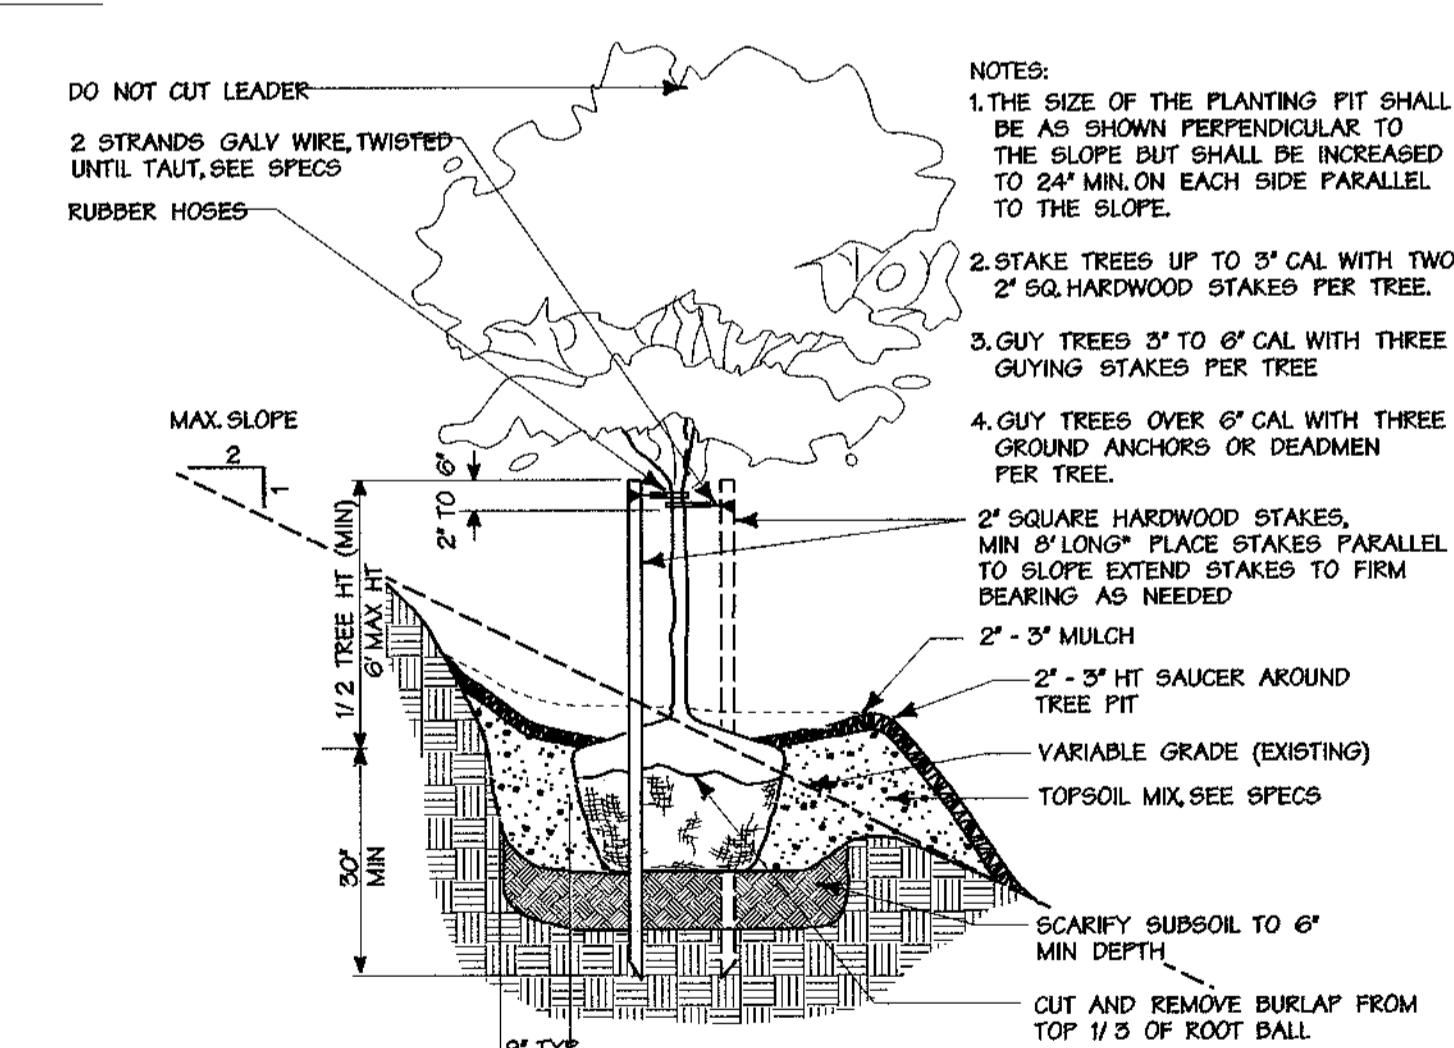 DO NOT CUT LEADER
2 STRANDS GALV WIRE, TWISTED
UNTIL TAUT, SEE SPECS
RUBBER HOSES
MAX. SLOPE
2
1
2" TO 6"
1/2 TREE HT (MIN)
6' MAX HT
30"
MIN
9" TYP
NOTES:
1. THE SIZE OF THE PLANTING PIT SHALL
BE AS SHOWN PERPENDICULAR TO
THE SLOPE BUT SHALL BE INCREASED
TO 24" MIN. ON EACH SIDE PARALLEL
TO THE SLOPE.
2. STAKE TREES UP TO 3" CAL WITH TWO
2" SQ. HARDWOOD STAKES PER TREE.
3. GUY TREES 3" TO 6" CAL WITH THREE
GUYING STAKES PER TREE
4. GUY TREES OVER 6" CAL WITH THREE
GROUND ANCHORS OR DEADMEN
PER TREE.
2" SQUARE HARDWOOD STAKES,
MIN 8' LONG" PLACE STAKES PARALLEL
TO SLOPE EXTEND STAKES TO FIRM
BEARING AS NEEDED
2" - 3" MULCH
2" - 3" HT SAUCER AROUND
TREE PIT
VARIABLE GRADE (EXISTING)
TOPSOIL MIX, SEE SPECS
SCARIFY SUBSOIL TO 6"
MIN DEPTH
CUT AND REMOVE BURLAP FROM
TOP 1/3 OF ROOT BALL